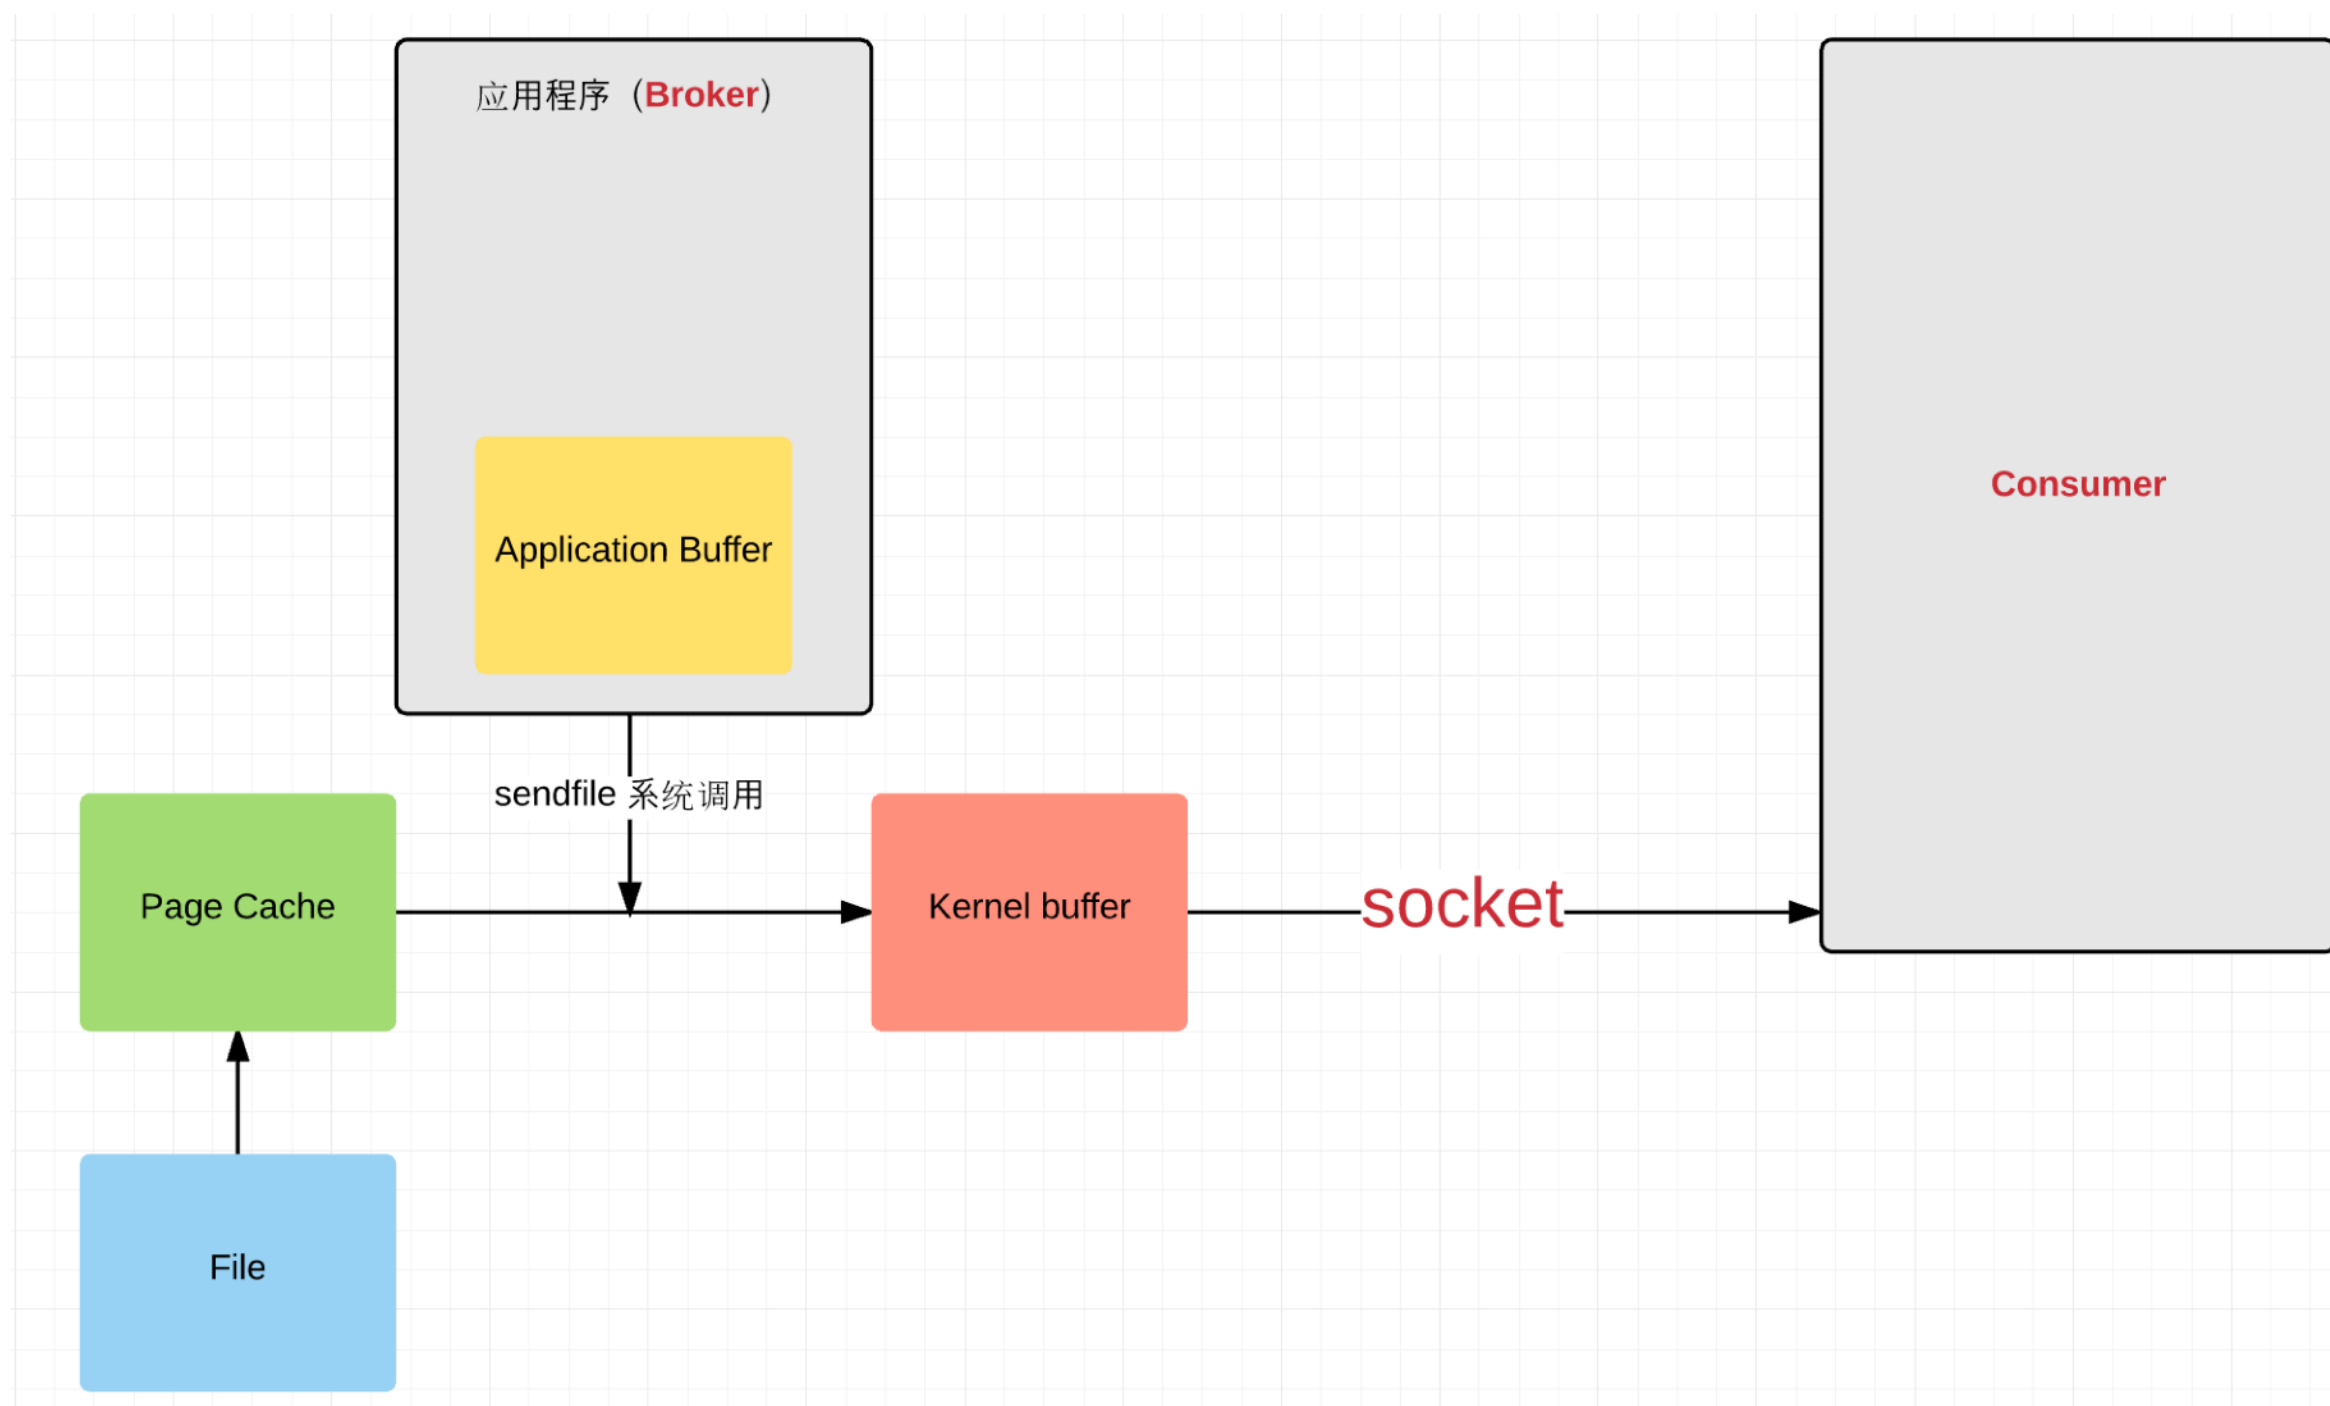 应用程序（Broker）
Application Buffer
Consumer
sendfile 系统调用
Page Cache
Kernel buffer
socket
File